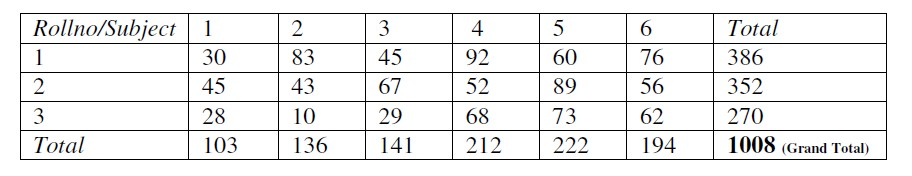 Rollno/Subject 1 2 3 4 5 6 Total
1 30 83 45 92 60 76 386
2 45 43 67 52 89 56 352
3 28 10 29 68 73 62 270
Total 103 136 141 212 222 194 1008 (Grand Total)